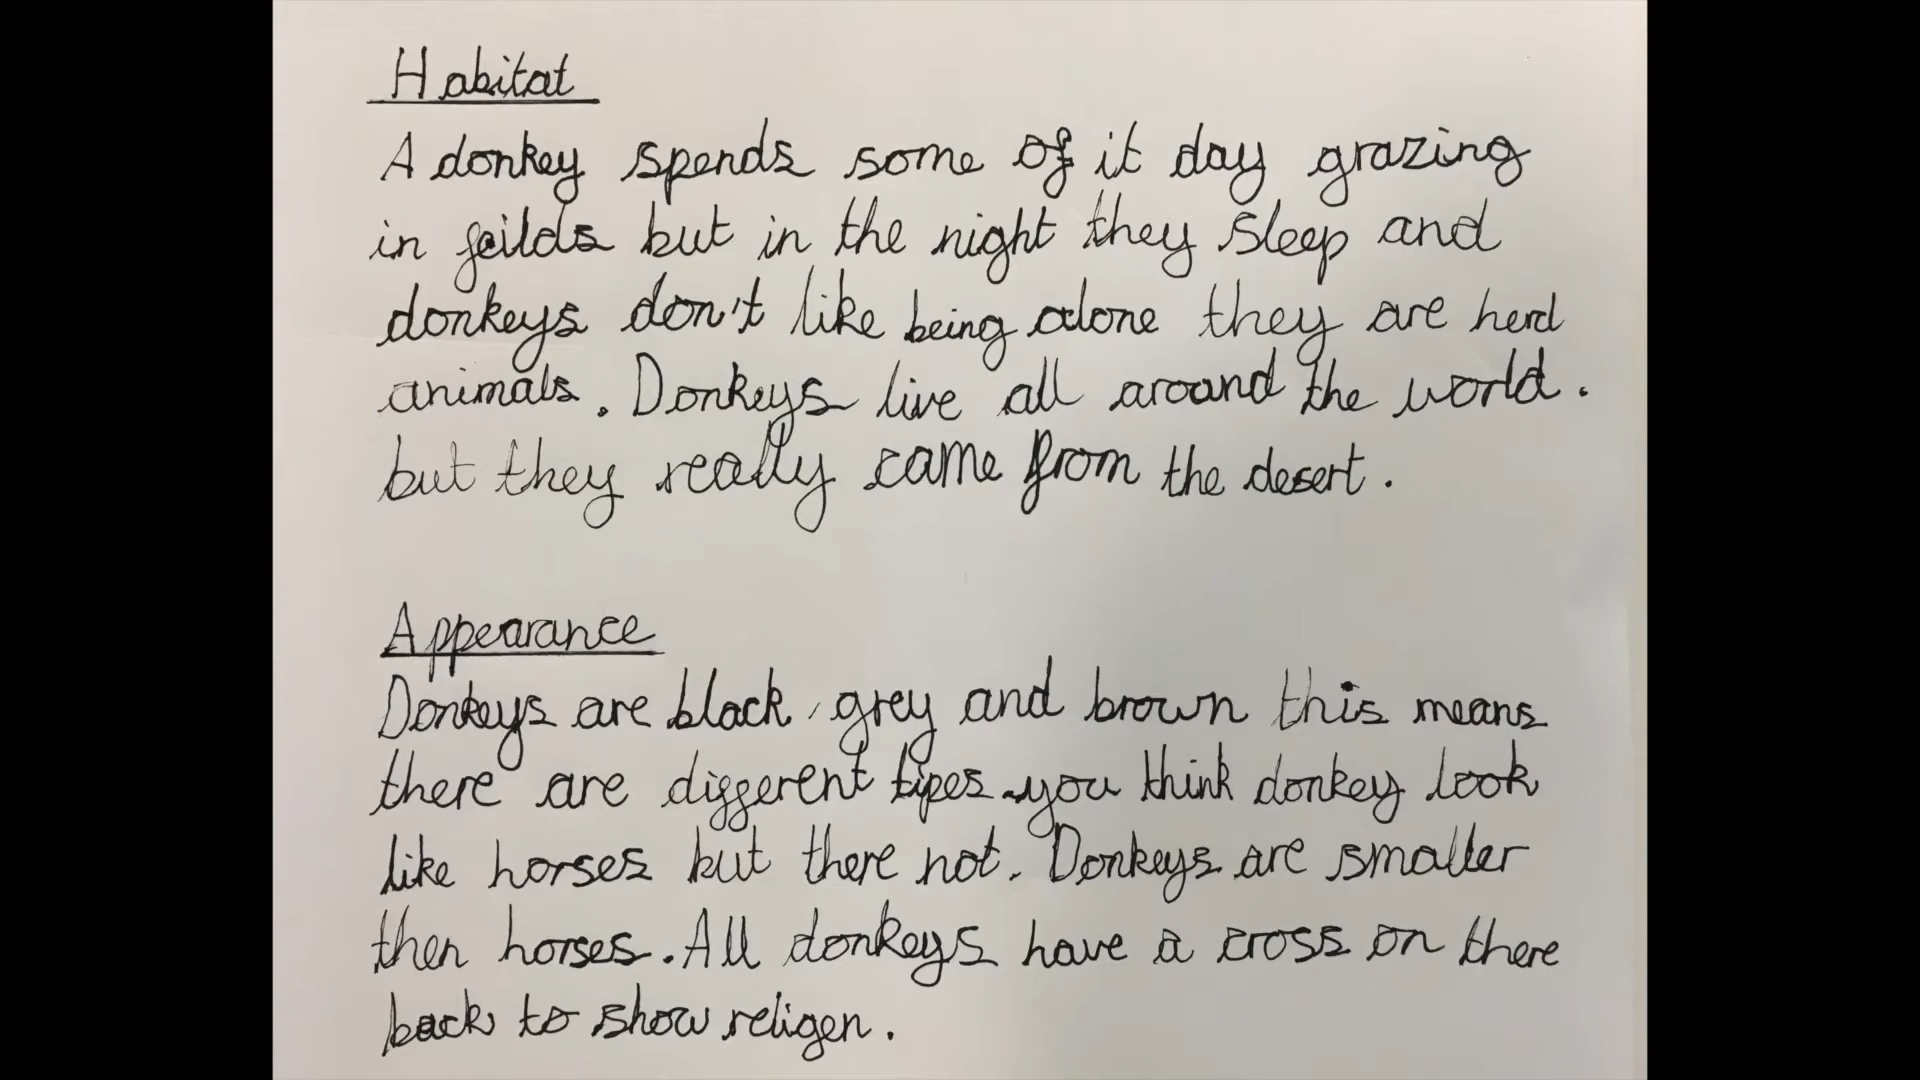 Habitat
A donkey spends some of it day grazing
in feilds but in the night they sleep and
donkeys don't like being alone they are herd
animals. Donkeys live all around the world.
but they really came from the desert.
Appearance
Donkeys are black, grey and brown this means
there are different tipes. you think donkey look
like horses but there not. Donkeys are smaller
then horses. All donkeys have a cross on there
back to show religen.